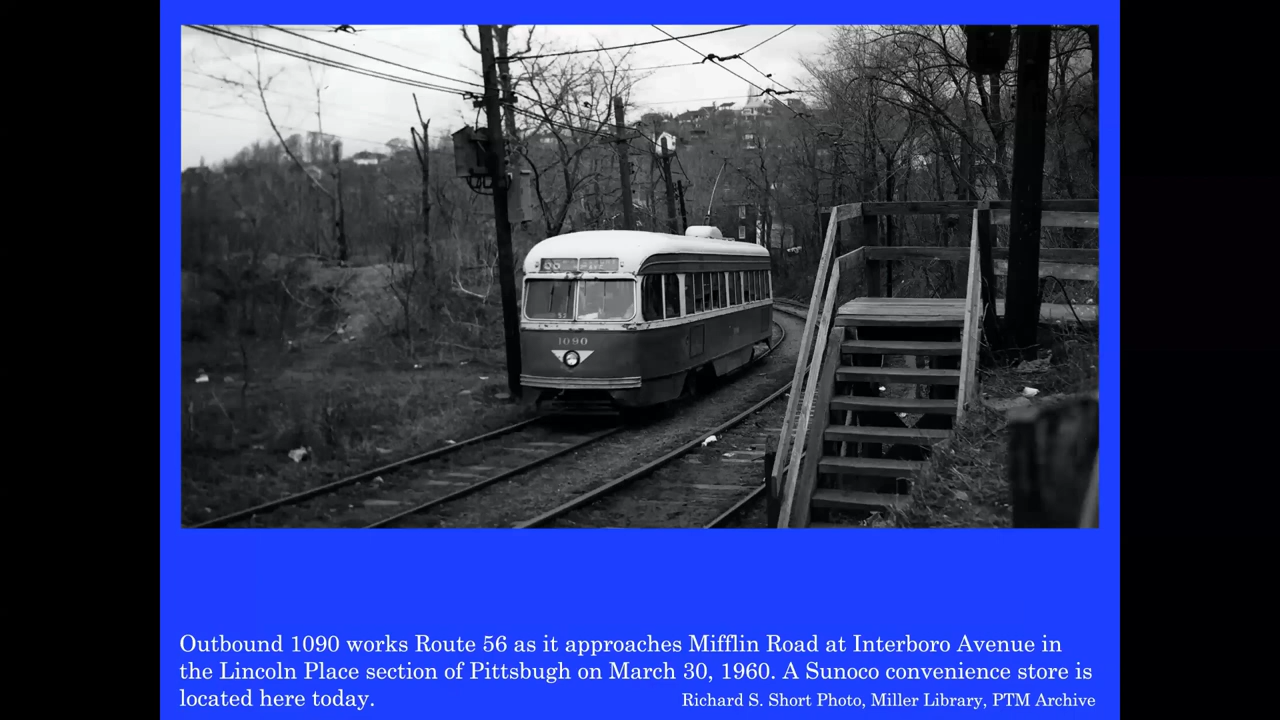 1090
Outbound 1090 works Route 56 as it approaches Mifflin Road at Interboro Avenue in
the Lincoln Place section of Pittsbugh on March 30, 1960. A Sunoco convenience store is
located here today.
Richard S. Short Photo, Miller Library, PTM Archive